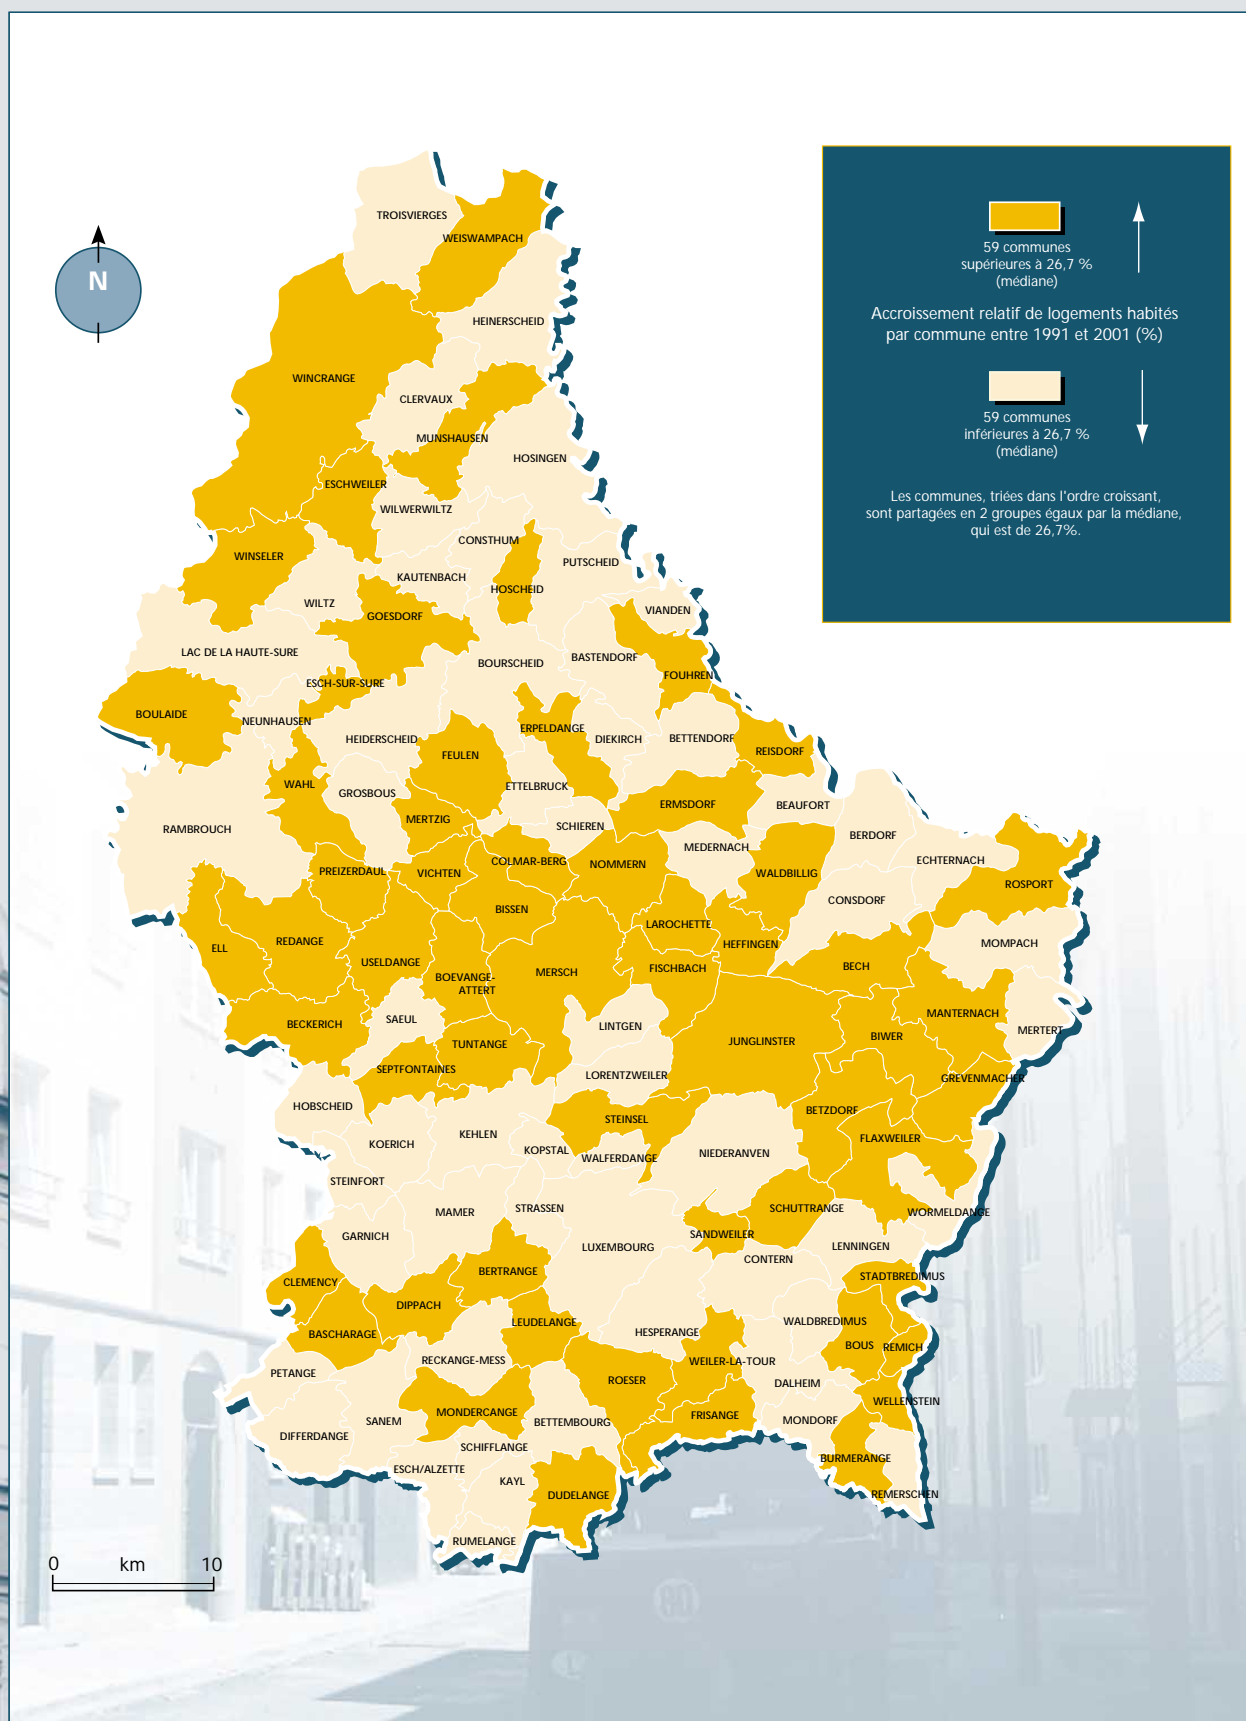 N
59 communes
supérieures à 26,7 %
(médiane)
Accroissement relatif de logements habités
par commune entre 1991 et 2001 (%)
59 communes
inférieures à 26,7 %
(médiane)
Les communes, triées dans l'ordre croissant,
sont partagées en 2 groupes égaux par la médiane,
qui est de 26,7%.
TROISVIERGES
WEISWAMPACH
HEINERSCHEID
WINCRANGE
CLERVAUX
MUNSHAUSEN
HOSINGEN
ESCHWEILER
WILWERWILTZ
CONSTHUM
WINSELER
PUTSCHEID
KAUTENBACH
HOSCHEID
WILTZ
VIANDEN
GOESDORF
LAC DE LA HAUTE-SURE
BOURSCHEID
BASTENDORF
FOUHREN
ESCH-SUR-SURE
BOULAIDE
NEUNHAUSEN
ERPELDANGE
HEIDERSCHEID
DIEKIRCH
BETTENDORF
REISDORF
FEULEN
WAHL
GROSBOUS
ETTELBRUCK
ERMSDORF
BEAUFORT
MERTZIG
SCHIEREN
RAMBROUCH
BERDORF
MEDERNACH
ECHTERNACH
COLMAR-BERG
NOMMERN
PREIZERDAUL
VICHTEN
WALDBILLIG
ROSPORT
CONSDORF
BISSEN
LAROCHETTE
REDANGE
HEFFINGEN
MOMPACH
ELL
USELDANGE
FISCHBACH
BECH
MERSCH
BOEVANGE-
ATTERT
MANTERNACH
SAEUL
BECKERICH
LINTGEN
MERTERT
BIWER
JUNGLINSTER
TUNTANGE
SEPTFONTAINES
LORENTZWEILER
GREVENMACHER
HOBSCHEID
BETZDORF
STEINSEL
KEHLEN
FLAXWEILER
KOERICH
KOPSTAL
WALFERDANGE
NIEDERANVEN
STEINFORT
STRASSEN
SCHUTTRANGE
MAMER
WORMELDANGE
GARNICH
SANDWEILER
LUXEMBOURG
LENNINGEN
CONTERN
BERTRANGE
STADTBREDIMUS
CLEMENCY
DIPPACH
LEUDELANGE
WALDBREDIMUS
BASCHARAGE
HESPERANGE
BOUS
REMICH
RECKANGE-MESS
WEILER-LA-TOUR
PETANGE
ROESER
DALHEIM
WELLENSTEIN
MONDERCANGE
FRISANGE
SANEM
BETTEMBOURG
MONDORF
DIFFERDANGE
SCHIFFLANGE
BURMERANGE
ESCH/ALZETTE
KAYL
DUDELANGE
REMERSCHEN
RUMELANGE
0 km 10